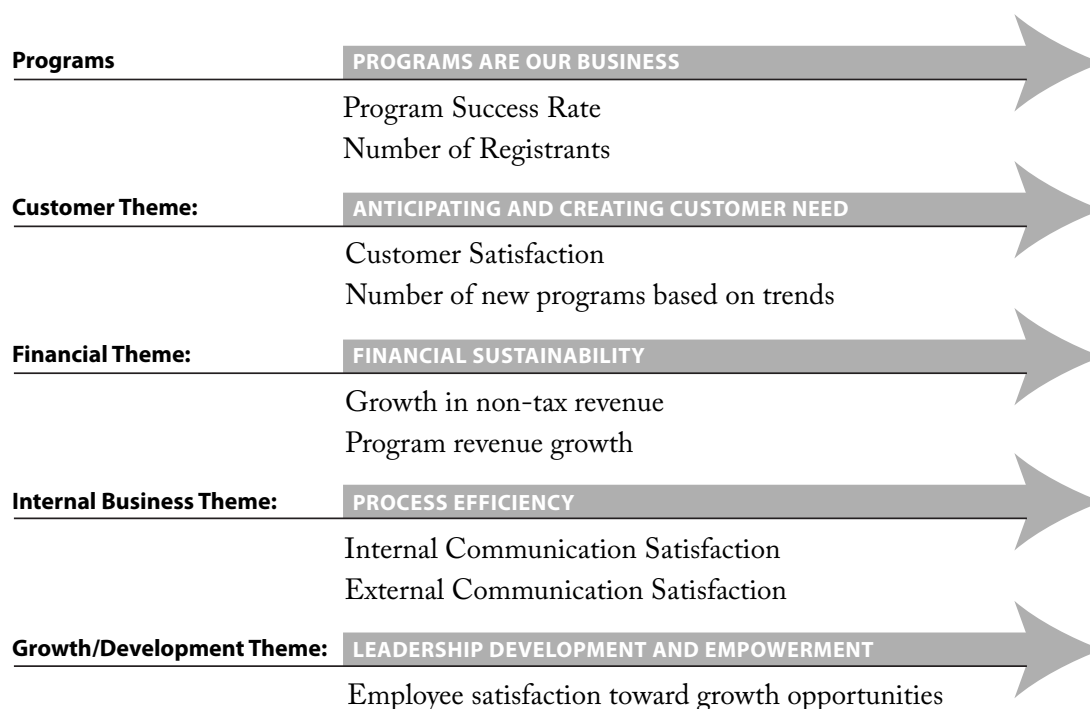 Programs PROGRAMS ARE OUR BUSINESS
Program Success Rate
Number of Registrants
Customer Theme: ANTICIPATING AND CREATING CUSTOMER NEED
Customer Satisfaction
Number of new programs based on trends
Financial Theme: FINANCIAL SUSTAINABILITY
Growth in non-tax revenue
Program revenue growth
Internal Business Theme: PROCESS EFFICIENCY
Internal Communication Satisfaction
External Communication Satisfaction
Growth/Development Theme: LEADERSHIP DEVELOPMENT AND EMPOWERMENT
Employee satisfaction toward growth opportunities